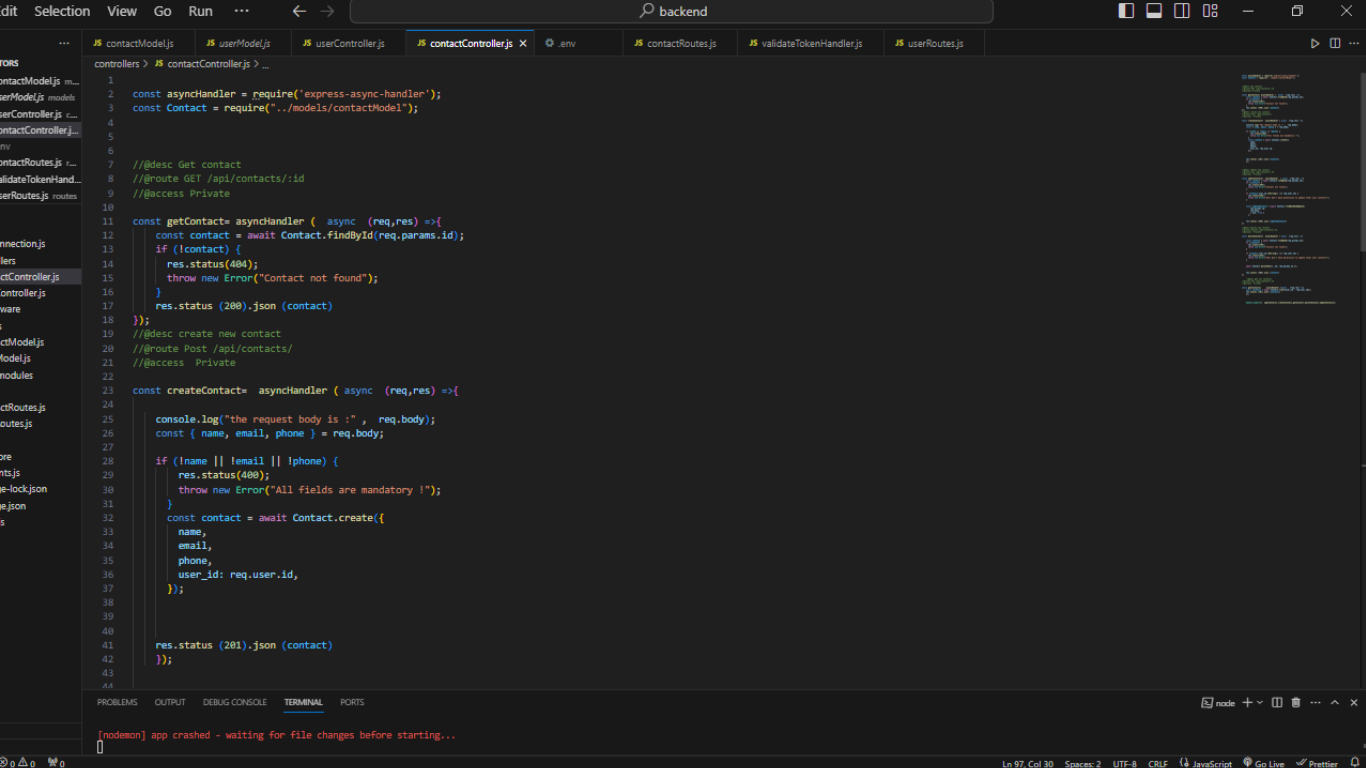 dit Selection View Go Run ··· backend
contactModel.js userModel.js userController.js contactController.js .env contactRoutes.js validateTokenHandler.js userRoutes.js
controllers > JS contactController.js > ...
TORS
ontactModel.js m...
serModel.js models
serController.js c...
ontactController.j...
nv
ontactRoutes.js r...
alidateTokenHand...
serRoutes.js routes
nnection.js
llers
ctController.js
Controller.js
ware
s
ctModel.js
Model.js
modules
ctRoutes.js
outes.js
ore
nts.js
ge-lock.json
ge.json
s
1
2 const asyncHandler = require('express-async-handler');
3 const Contact = require("../models/contactModel");
4
5
6
7 //@desc Get contact
8 //@route GET /api/contacts/:id
9 //@access Private
10
11 const getContact= asyncHandler ( async (req,res) =>{
12 const contact = await Contact.findById(req.params.id);
13 if (!contact) {
14 res.status(404);
15 throw new Error("Contact not found");
16 }
17 res.status (200).json (contact)
18 });
19 //@desc create new contact
20 //@route Post /api/contacts/
21 //@access Private
22
23 const createContact= asyncHandler ( async (req,res) =>{
24
25 console.log("the request body is :" , req.body);
26 const { name, email, phone } = req.body;
27
28 if (!name || !email || !phone) {
29 res.status(400);
30 throw new Error("All fields are mandatory !");
31 }
32 const contact = await Contact.create({
33 name,
34 email,
35 phone,
36 user_id: req.user.id,
37 });
38
39
40
41 res.status (201).json (contact)
42 });
43
44
PROBLEMS OUTPUT DEBUG CONSOLE TERMINAL PORTS node
[nodemon] app crashed - waiting for file changes before starting...
0 0 0 Ln 97, Col 30 Spaces: 2 UTF-8 CRLF JavaScript Go Live Prettier